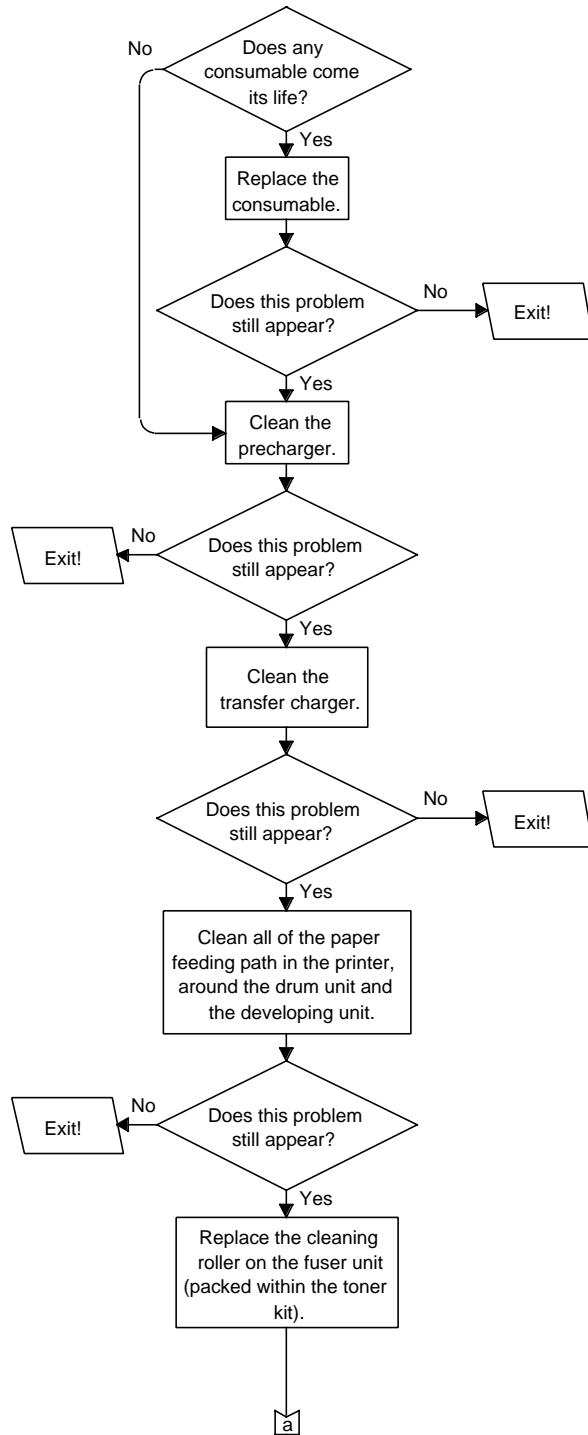 No
Does any
consumable come
its life?
Yes
Replace the
consumable.
Does this problem
still appear?
No
Exit!
Yes
Clean the
precharger.
Exit!
No
Does this problem
still appear?
Yes
Clean the
transfer charger.
Does this problem
still appear?
No
Exit!
Yes
Clean all of the paper
feeding path in the printer,
around the drum unit and
the developing unit.
Exit!
No
Does this problem
still appear?
Yes
Replace the cleaning
roller on the fuser unit
(packed within the toner
kit).
a